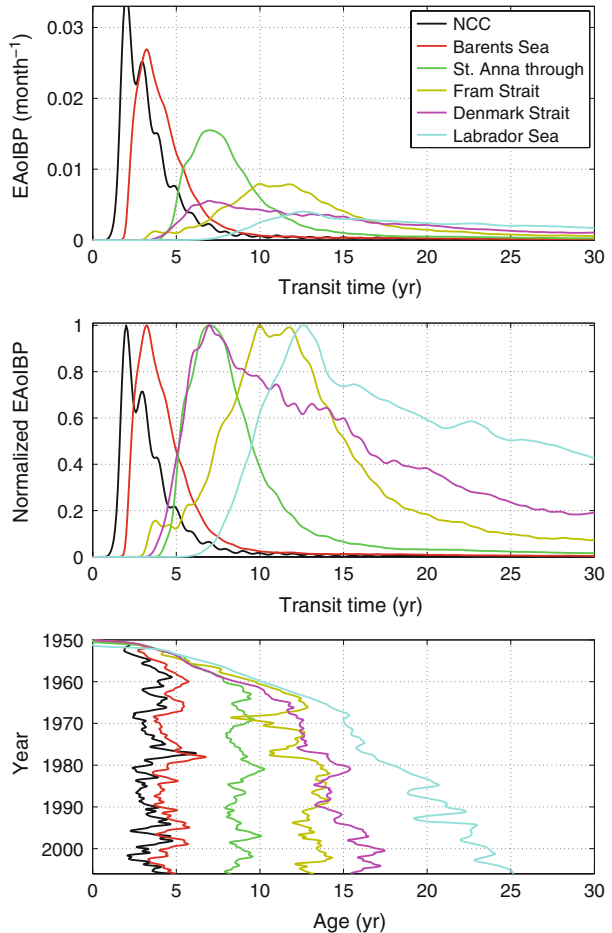 EAoIBP (month⁻¹)
0.03
0.02
0.01
0
NCC
Barents Sea
St. Anna through
Fram Strait
Denmark Strait
Labrador Sea
0 5 10 15 20 25 30
Transit time (yr)
Normalized EAoIBP
1
0.8
0.6
0.4
0.2
0
0 5 10 15 20 25 30
Transit time (yr)
Year
1950
1960
1970
1980
1990
2000
0 5 10 15 20 25 30
Age (yr)